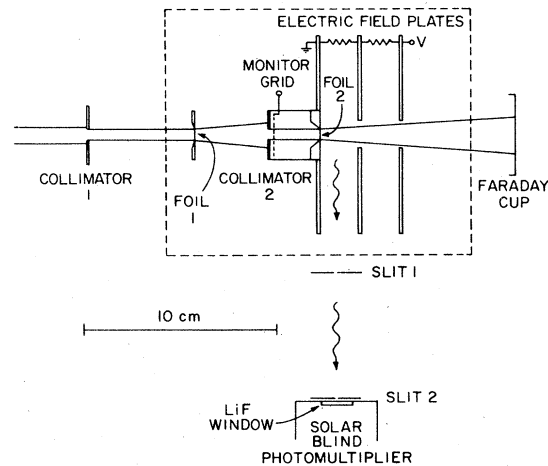 ELECTRIC FIELD PLATES
V
MONITOR
GRID
FOIL
2
COLLIMATOR
1
FOIL
1
COLLIMATOR
2
FARADAY
CUP
SLIT 1
10 cm
SLIT 2
LiF
WINDOW
SOLAR
BLIND
PHOTOMULTIPLIER